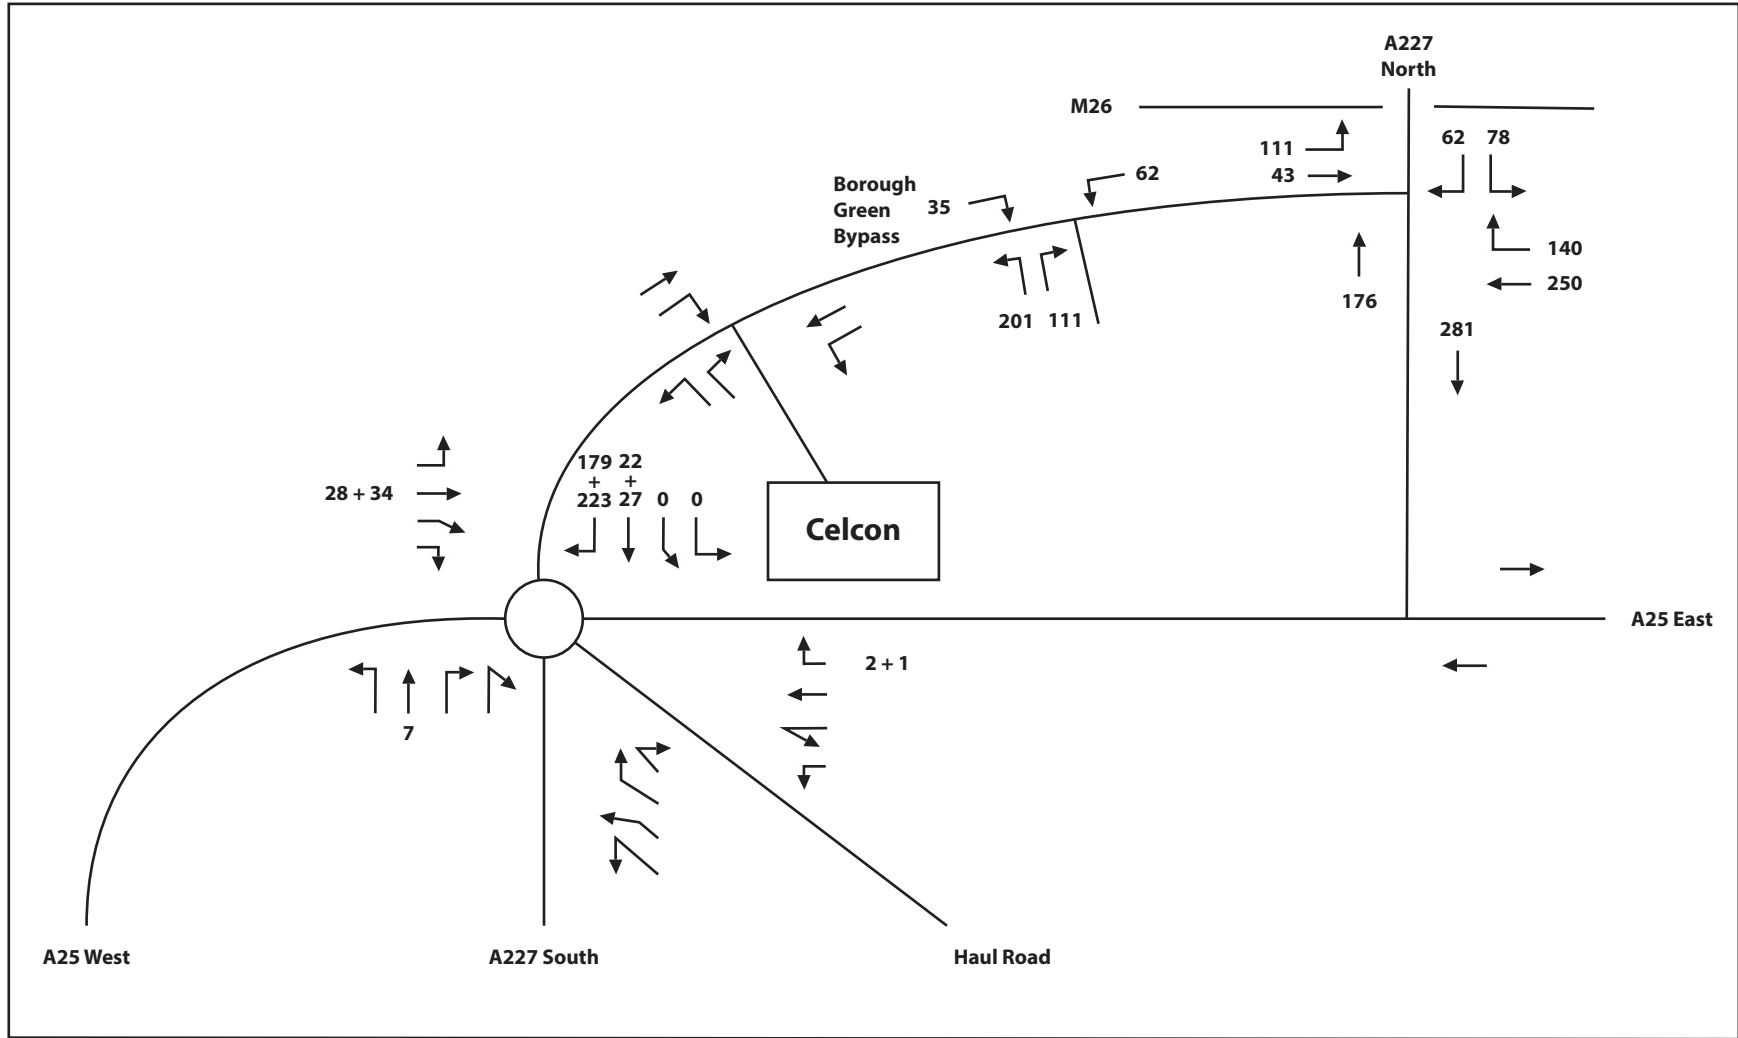 A227
North
M26
62 78
111
43
62
Borough
Green
Bypass
35
140
250
201 111
176
281
179 22
+ +
223 27 0 0
28 + 34
Celcon
A25 East
2 + 1
7
A25 West
A227 South
Haul Road